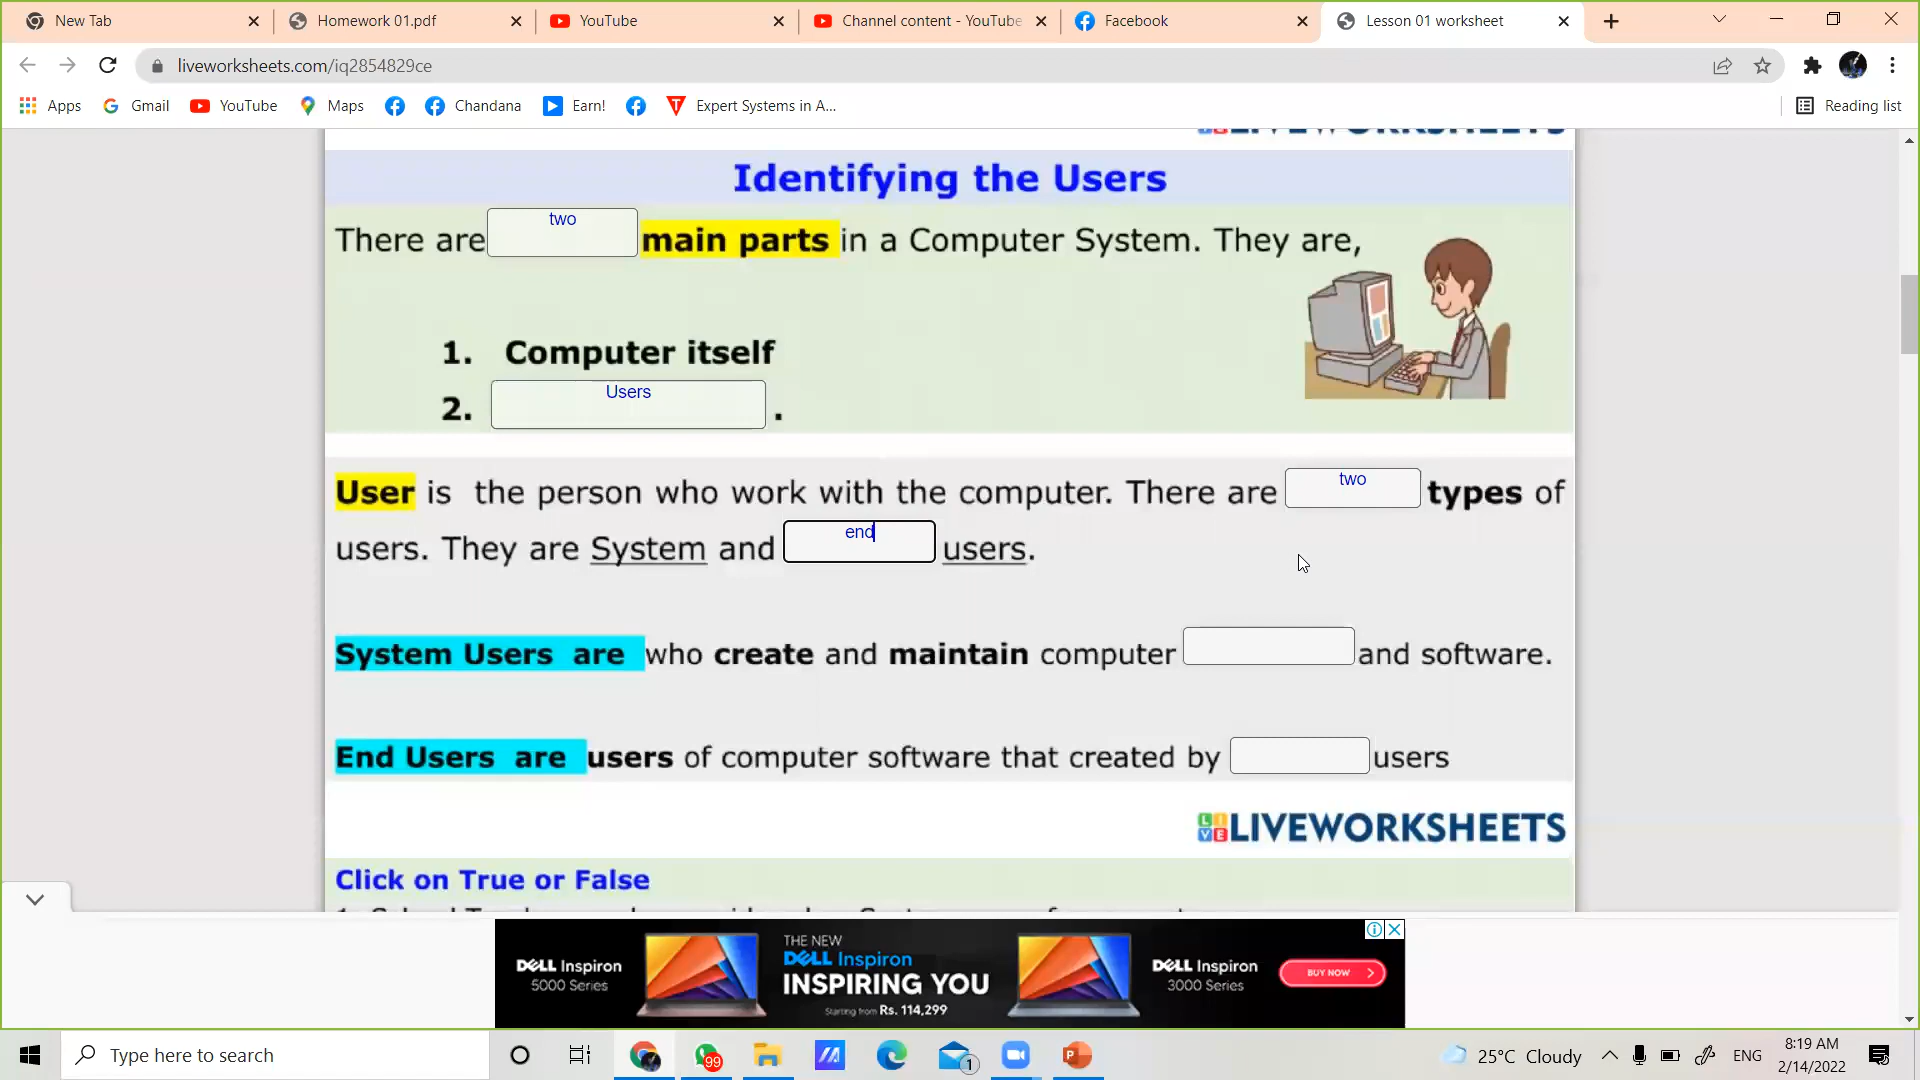 New Tab
Homework 01.pdf
YouTube
Channel content - YouTube
Facebook
Lesson 01 worksheet
liveworksheets.com/iq2854829ce
Apps
Gmail
YouTube
Maps
Chandana
Earn!
Expert Systems in A...
Reading list
LIVEWORKSHEETS
Identifying the Users
There are two main parts in a Computer System. They are,
1. Computer itself
2. Users .
User is the person who work with the computer. There are two types of
users. They are System and end users.
System Users are who create and maintain computer and software.
End Users are users of computer software that created by users
LIVEWORKSHEETS
Click on True or False
DELL Inspiron
5000 Series
THE NEW
DELL Inspiron
INSPIRING YOU
Starting from Rs. 114,299
DELL Inspiron
3000 Series
BUY NOW
Type here to search
99
1
25°C Cloudy
ENG
8:19 AM
2/14/2022